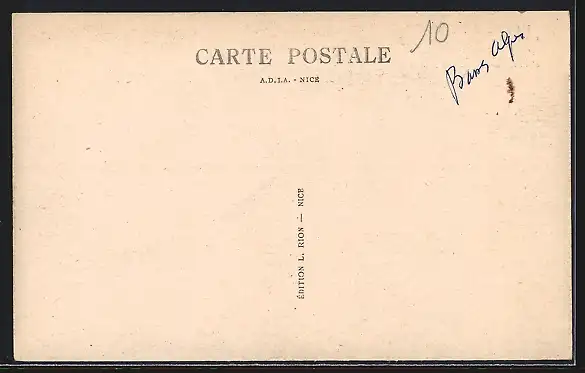 10
Basses Alpes
CARTE POSTALE
A.D.I.A. - NICE
ÉDITION L. RION — NICE